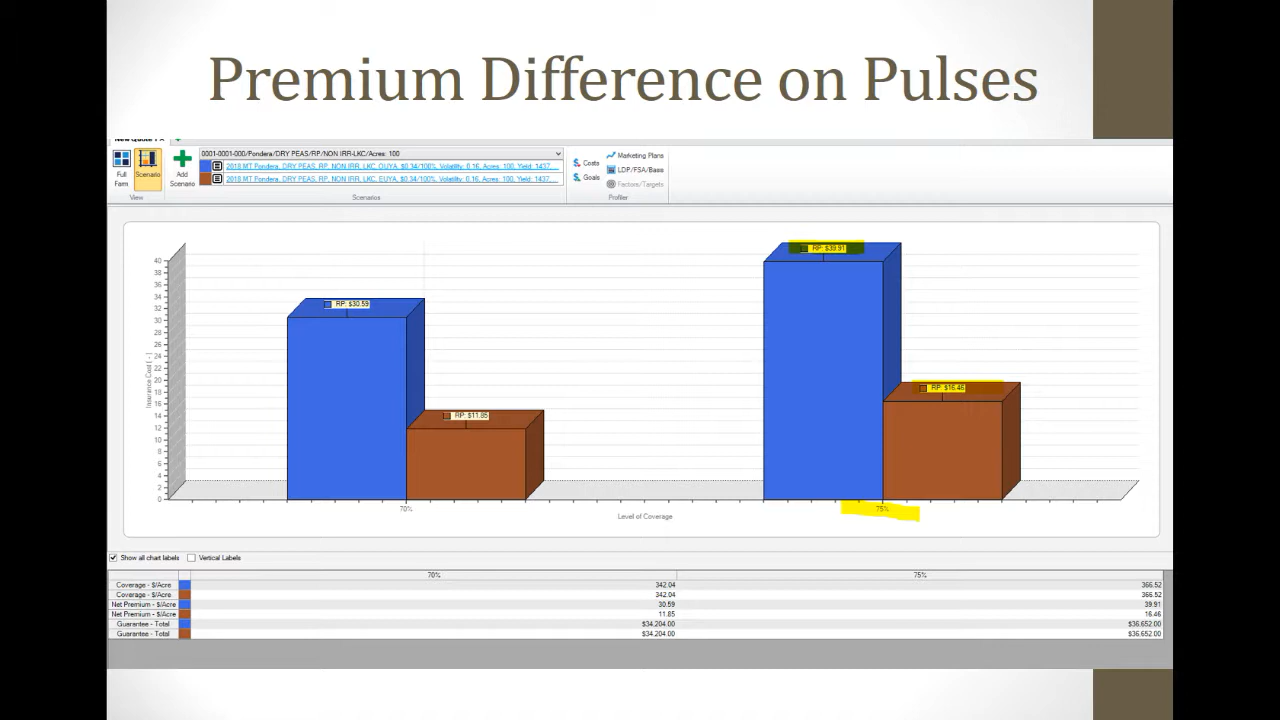 Premium Difference on Pulses
Full Farm
Scenario
View
Add Scenario
0001-0001-000/Pondera/DRY PEAS/RP/NON IRR-LKC/Acres: 100
2018 MT Pondera, DRY PEAS, RP, NON IRR, LKC, OUYA, $0.34/100%, Volatility: 0.16, Acres: 100, Yield: 1437,...
2018 MT Pondera, DRY PEAS, RP, NON IRR, LKC, EUYA, $0.34/100%, Volatility: 0.16, Acres: 100, Yield: 1437,...
Scenarios
Costs
Goals
Marketing Plans
LDP/FSA/Base
Factors/Targets
Profiler
40
38
36
34
32
30
28
26
24
22
20
18
16
14
12
10
8
6
4
2
0
Insurance Cost [ - ]
RP: $30.59
RP: $11.85
RP: $39.91
RP: $16.46
70%
75%
Level of Coverage
Show all chart labels
Vertical Labels
70% 75%
Coverage - $/Acre 342.04 366.52
Coverage - $/Acre 342.04 366.52
Net Premium - $/Acre 30.59 39.91
Net Premium - $/Acre 11.85 16.46
Guarantee - Total $34,204.00 $36,652.00
Guarantee - Total $34,204.00 $36,652.00